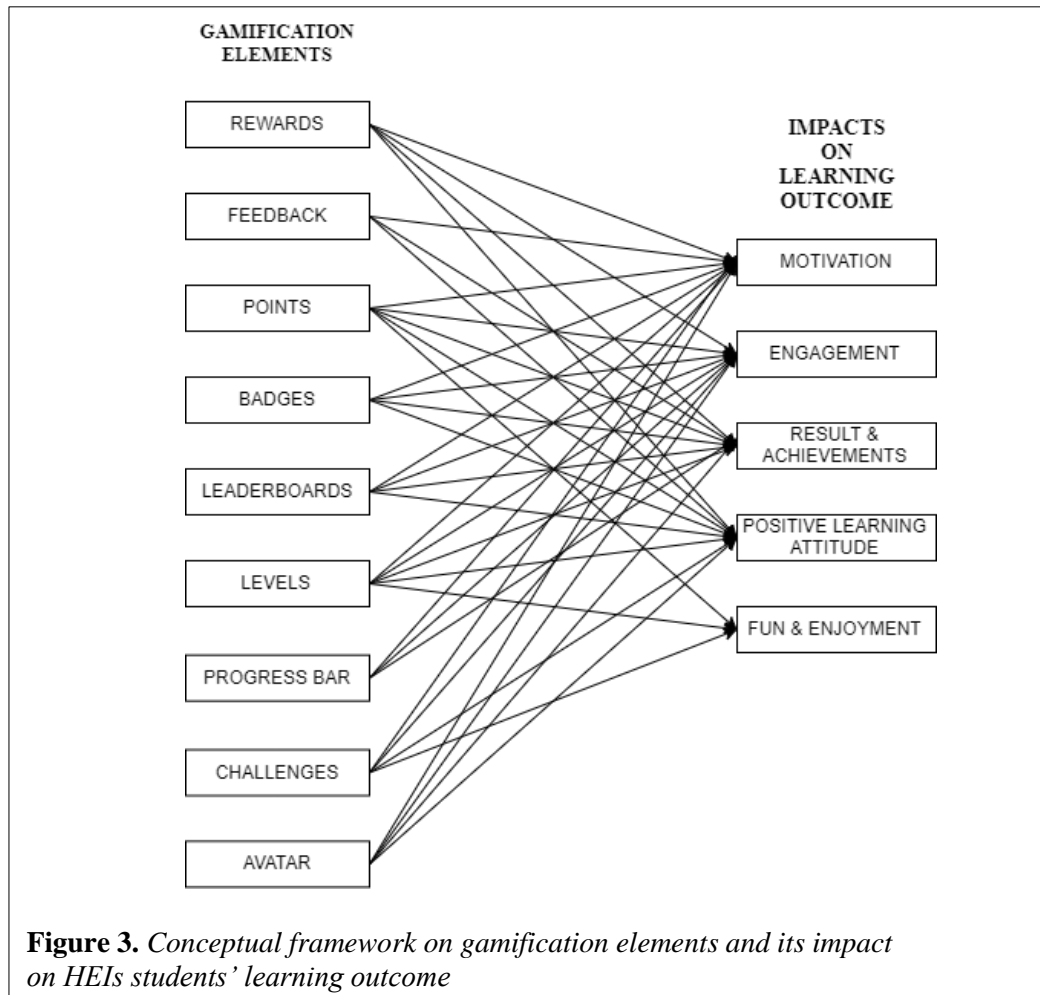 GAMIFICATION
ELEMENTS
REWARDS
FEEDBACK
POINTS
BADGES
LEADERBOARDS
LEVELS
PROGRESS BAR
CHALLENGES
AVATAR
IMPACTS
ON
LEARNING
OUTCOME
MOTIVATION
ENGAGEMENT
RESULT &
ACHIEVEMENTS
POSITIVE LEARNING
ATTITUDE
FUN & ENJOYMENT
Figure 3. Conceptual framework on gamification elements and its impact
on HEIs students’ learning outcome